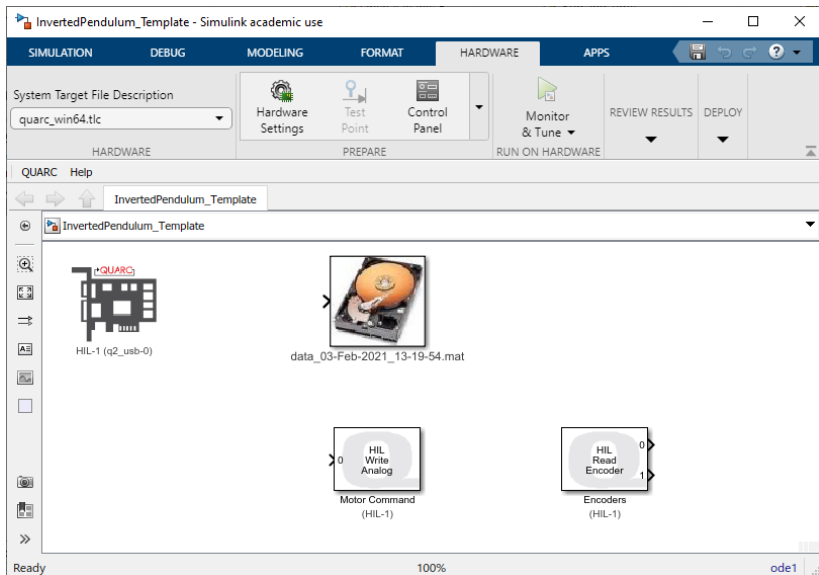 InvertedPendulum_Template - Simulink academic use
SIMULATION DEBUG MODELING FORMAT HARDWARE APPS
?
System Target File Description
quarc_win64.tlc
Hardware Settings
Test Point
Control Panel
Monitor & Tune
REVIEW RESULTS
DEPLOY
HARDWARE PREPARE RUN ON HARDWARE
QUARC Help
InvertedPendulum_Template
InvertedPendulum_Template
QUARC
HIL-1 (q2_usb-0)
data_03-Feb-2021_13-19-54.mat
0
HIL
Write
Analog
Motor Command
(HIL-1)
HIL
Read
Encoder
0
1
Encoders
(HIL-1)
Ready 100% ode1